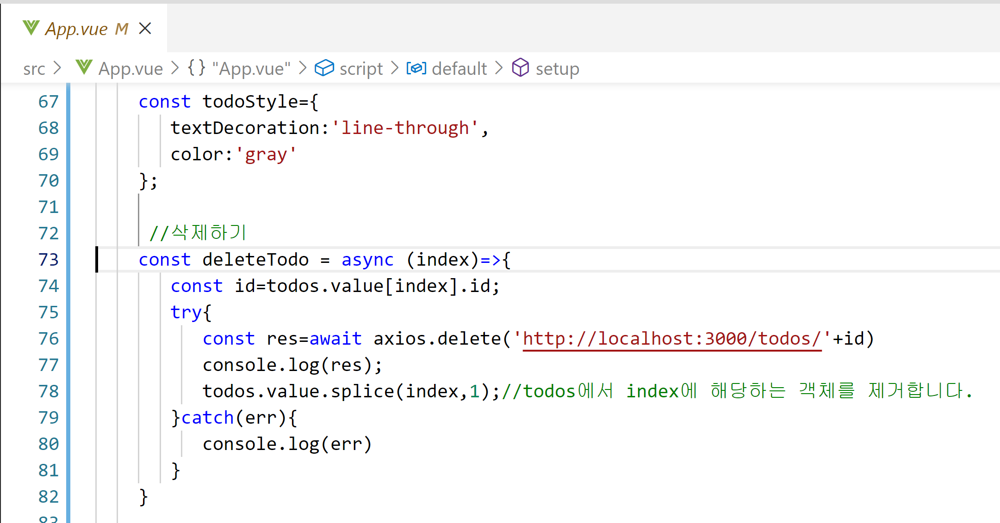 App.vue M
src > App.vue > {} "App.vue" > script > default > setup
67 const todoStyle={
68 textDecoration:'line-through',
69 color:'gray'
70 };
71
72 //삭제하기
73 const deleteTodo = async (index)=>{
74 const id=todos.value[index].id;
75 try{
76 const res=await axios.delete('http://localhost:3000/todos/'+id)
77 console.log(res);
78 todos.value.splice(index,1);//todos에서 index에 해당하는 객체를 제거합니다.
79 }catch(err){
80 console.log(err)
81 }
82 }
83